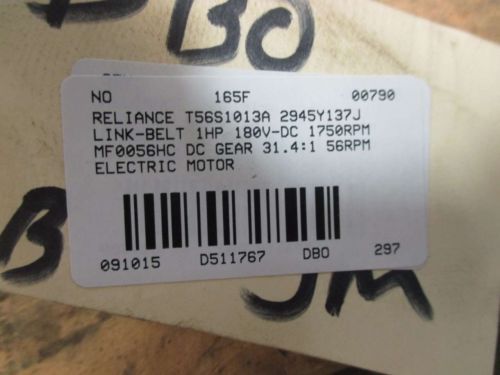 BO
NO 165F 00790
RELIANCE T56S1013A 2945Y137J
LINK-BELT 1HP 180V-DC 1750RPM
MF0056HC DC GEAR 31.4:1 56RPM
ELECTRIC MOTOR
091015 D511767 DBO 297